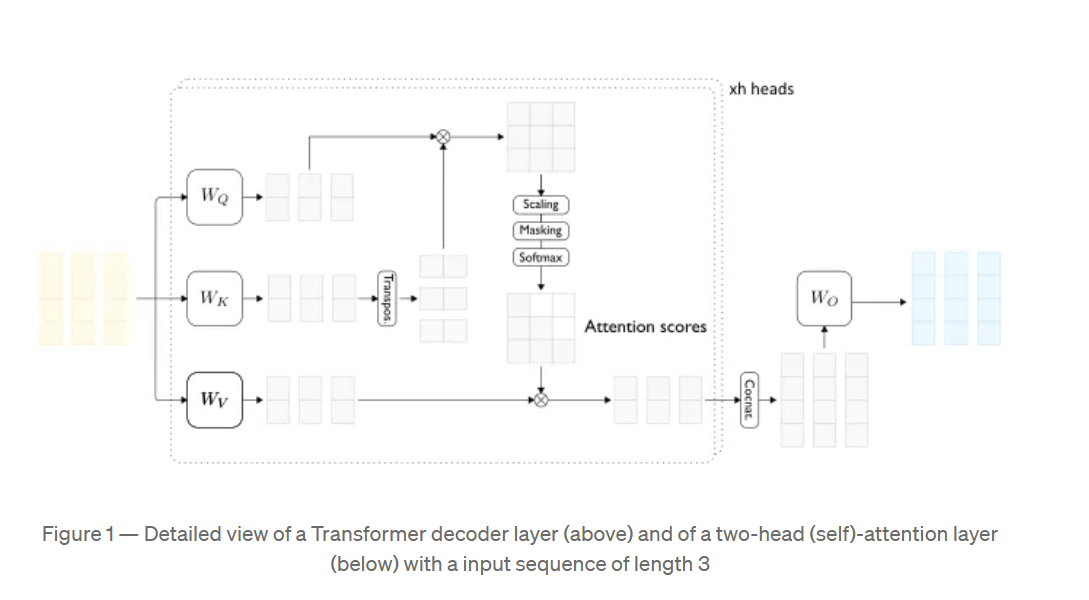 xh heads
W_Q
Scaling
Masking
Softmax
W_K
Transpos.
Attention scores
W_O
W_V
Cocnat.
Figure 1 — Detailed view of a Transformer decoder layer (above) and of a two-head (self)-attention layer
(below) with a input sequence of length 3